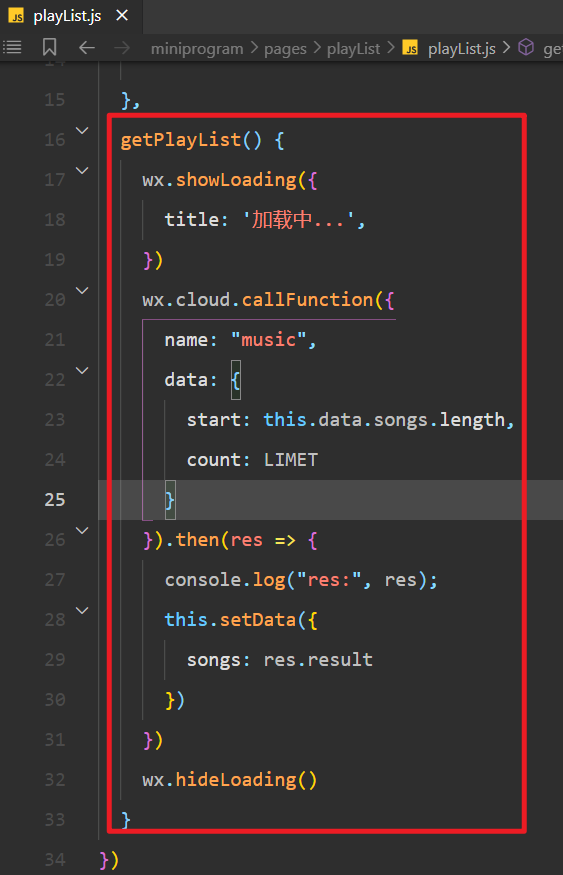 JS playList.js
miniprogram > pages > playList > JS playList.js >
15 },
16 getPlayList() {
17 wx.showLoading({
18 title: '加载中...',
19 })
20 wx.cloud.callFunction({
21 name: "music",
22 data: {
23 start: this.data.songs.length,
24 count: LIMET
25 }
26 }).then(res => {
27 console.log("res:", res);
28 this.setData({
29 songs: res.result
30 })
31 })
32 wx.hideLoading()
33 }
34 })